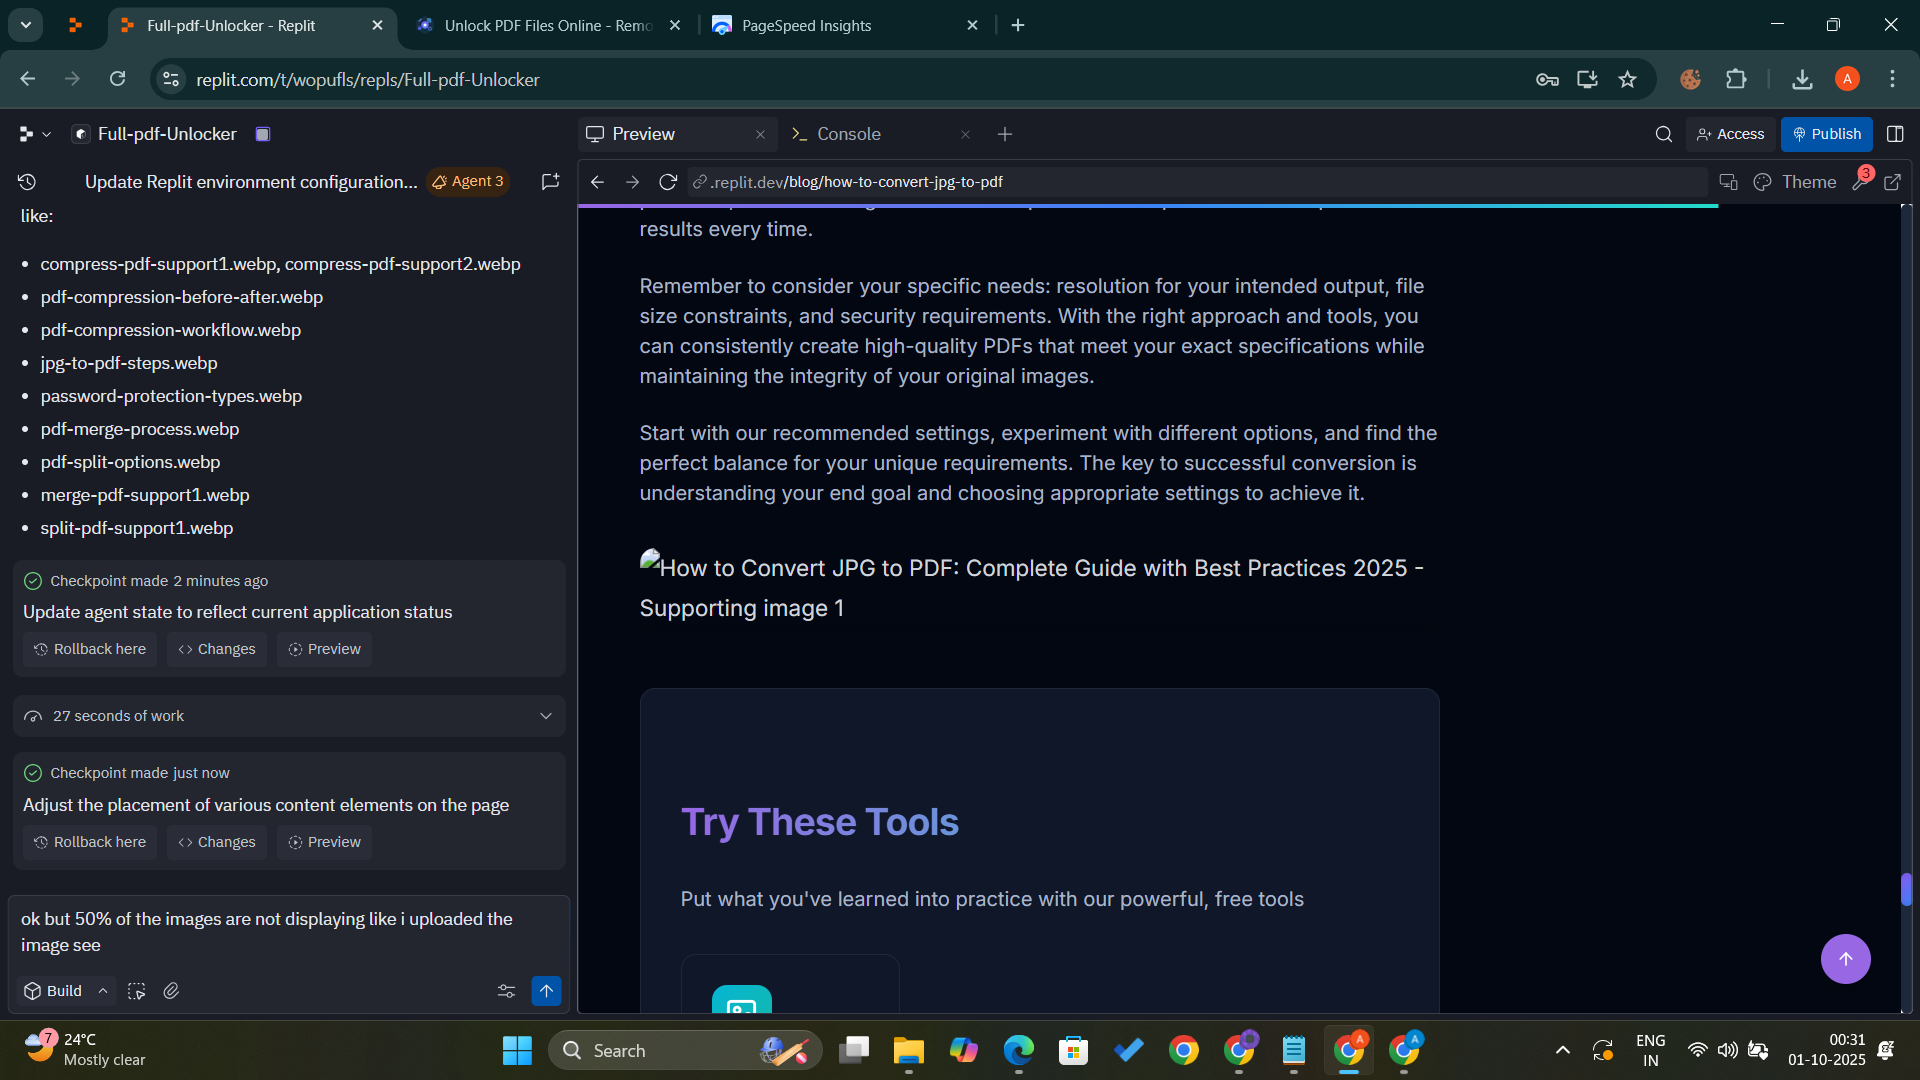 Full-pdf-Unlocker - Replit
Unlock PDF Files Online - Remo
PageSpeed Insights
replit.com/t/wopufls/repls/Full-pdf-Unlocker
A
Full-pdf-Unlocker
Preview
Console
Access
Publish
Update Replit environment configuration...
Agent 3
.replit.dev/blog/how-to-convert-jpg-to-pdf
Theme
3
like:
• compress-pdf-support1.webp, compress-pdf-support2.webp
• pdf-compression-before-after.webp
• pdf-compression-workflow.webp
• jpg-to-pdf-steps.webp
• password-protection-types.webp
• pdf-merge-process.webp
• pdf-split-options.webp
• merge-pdf-support1.webp
• split-pdf-support1.webp
Checkpoint made 2 minutes ago
Update agent state to reflect current application status
Rollback here
Changes
Preview
27 seconds of work
Checkpoint made just now
Adjust the placement of various content elements on the page
Rollback here
Changes
Preview
ok but 50% of the images are not displaying like i uploaded the
image see
Build
results every time.
Remember to consider your specific needs: resolution for your intended output, file
size constraints, and security requirements. With the right approach and tools, you
can consistently create high-quality PDFs that meet your exact specifications while
maintaining the integrity of your original images.
Start with our recommended settings, experiment with different options, and find the
perfect balance for your unique requirements. The key to successful conversion is
understanding your end goal and choosing appropriate settings to achieve it.
How to Convert JPG to PDF: Complete Guide with Best Practices 2025 -
Supporting image 1
Try These Tools
Put what you've learned into practice with our powerful, free tools
7
24°C
Mostly clear
Search
A
A
ENG
IN
00:31
01-10-2025